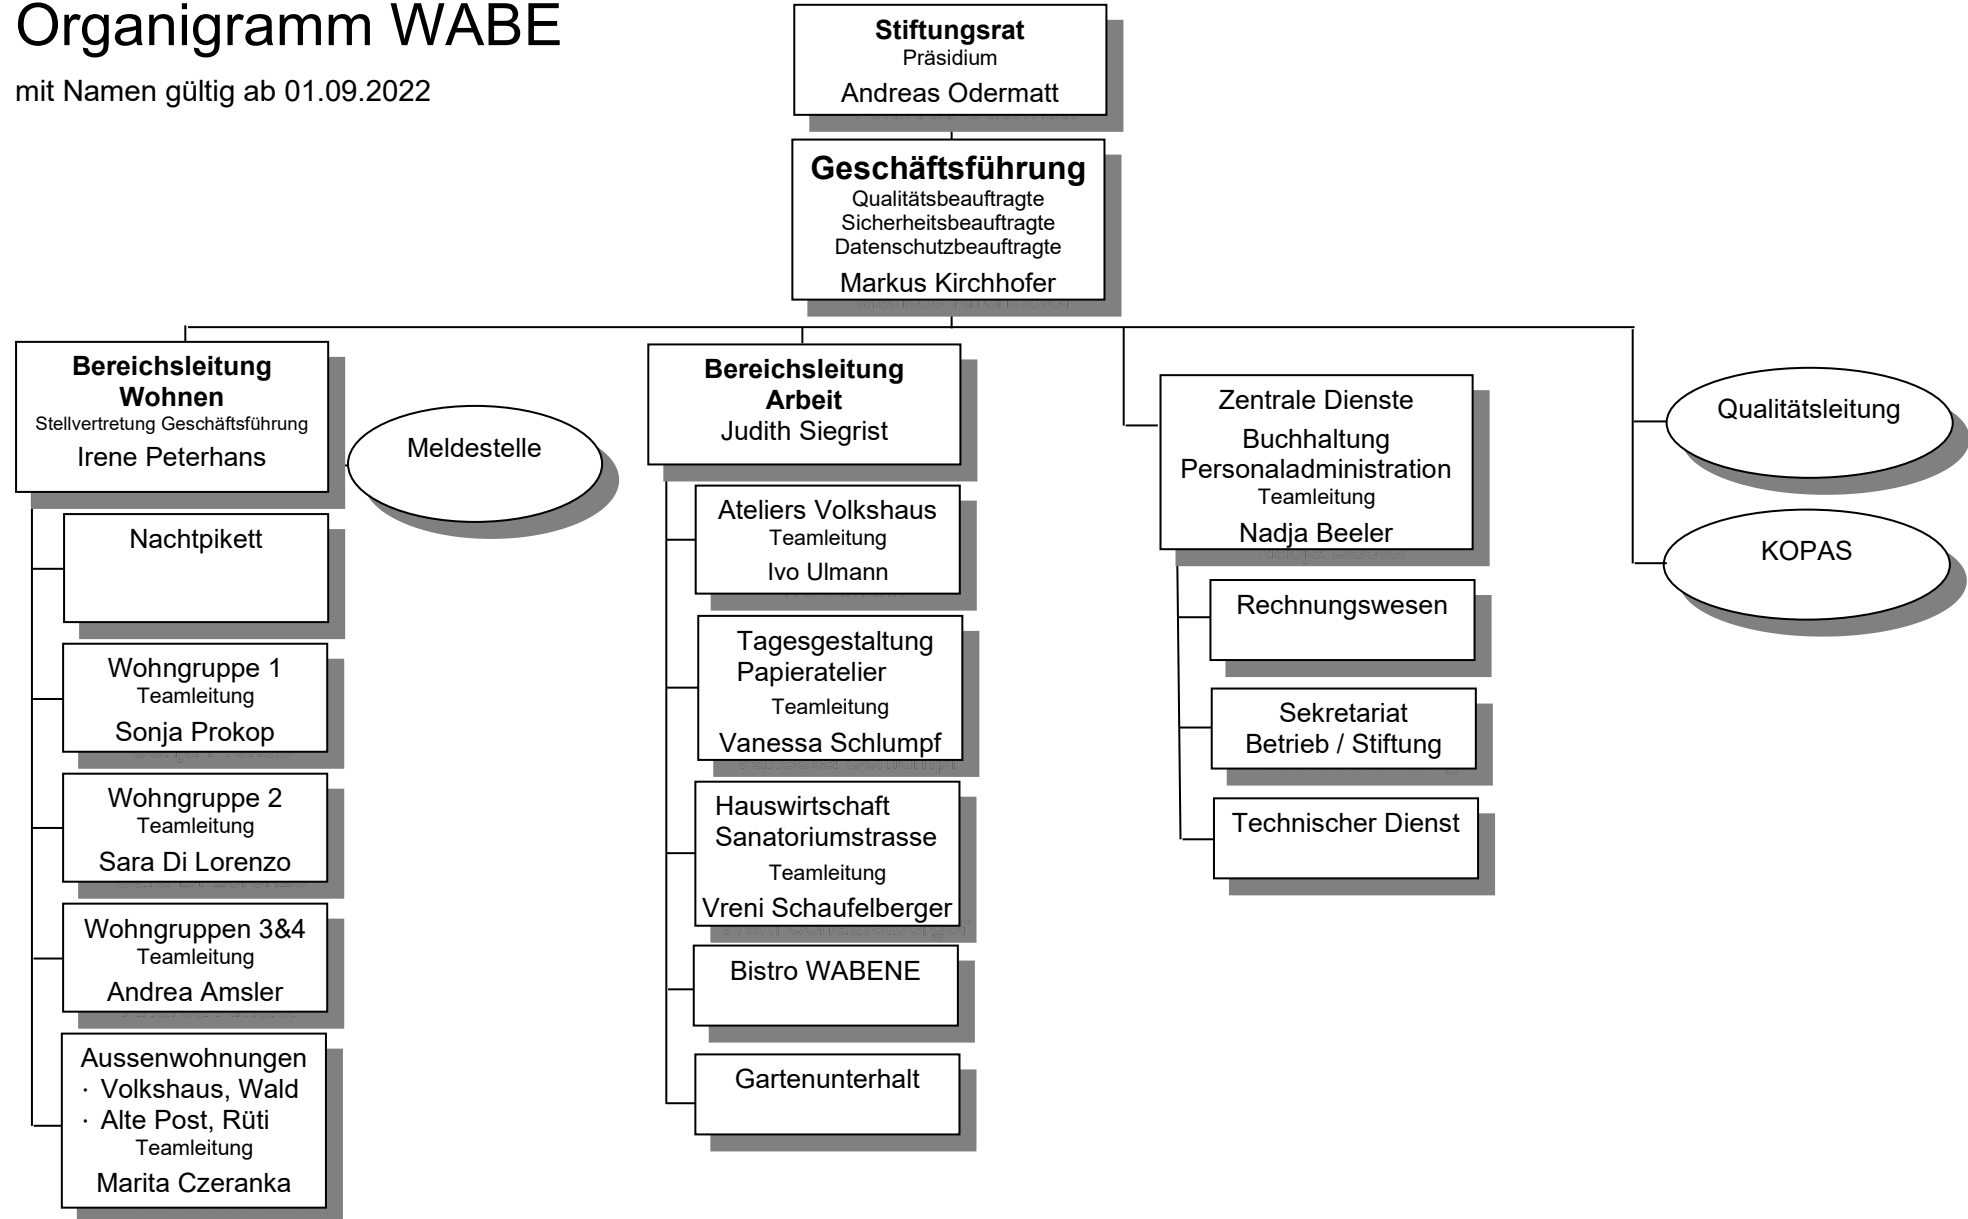 Organigramm WABE
mit Namen gültig ab 01.09.2022
Stiftungsrat
Präsidium
Andreas Odermatt
Geschäftsführung
Qualitätsbeauftragte
Sicherheitsbeauftragte
Datenschutzbeauftragte
Markus Kirchhofer
Bereichsleitung
Wohnen
Stellvertretung Geschäftsführung
Irene Peterhans
Meldestelle
Nachtpikett
Wohngruppe 1
Teamleitung
Sonja Prokop
Wohngruppe 2
Teamleitung
Sara Di Lorenzo
Wohngruppen 3&4
Teamleitung
Andrea Amsler
Aussenwohnungen
· Volkshaus, Wald
· Alte Post, Rüti
Teamleitung
Marita Czeranka
Bereichsleitung
Arbeit
Judith Siegrist
Ateliers Volkshaus
Teamleitung
Ivo Ulmann
Tagesgestaltung
Papieratelier
Teamleitung
Vanessa Schlumpf
Hauswirtschaft
Sanatoriumstrasse
Teamleitung
Vreni Schaufelberger
Bistro WABENE
Gartenunterhalt
Zentrale Dienste
Buchhaltung
Personaladministration
Teamleitung
Nadja Beeler
Rechnungswesen
Sekretariat
Betrieb / Stiftung
Technischer Dienst
Qualitätsleitung
KOPAS